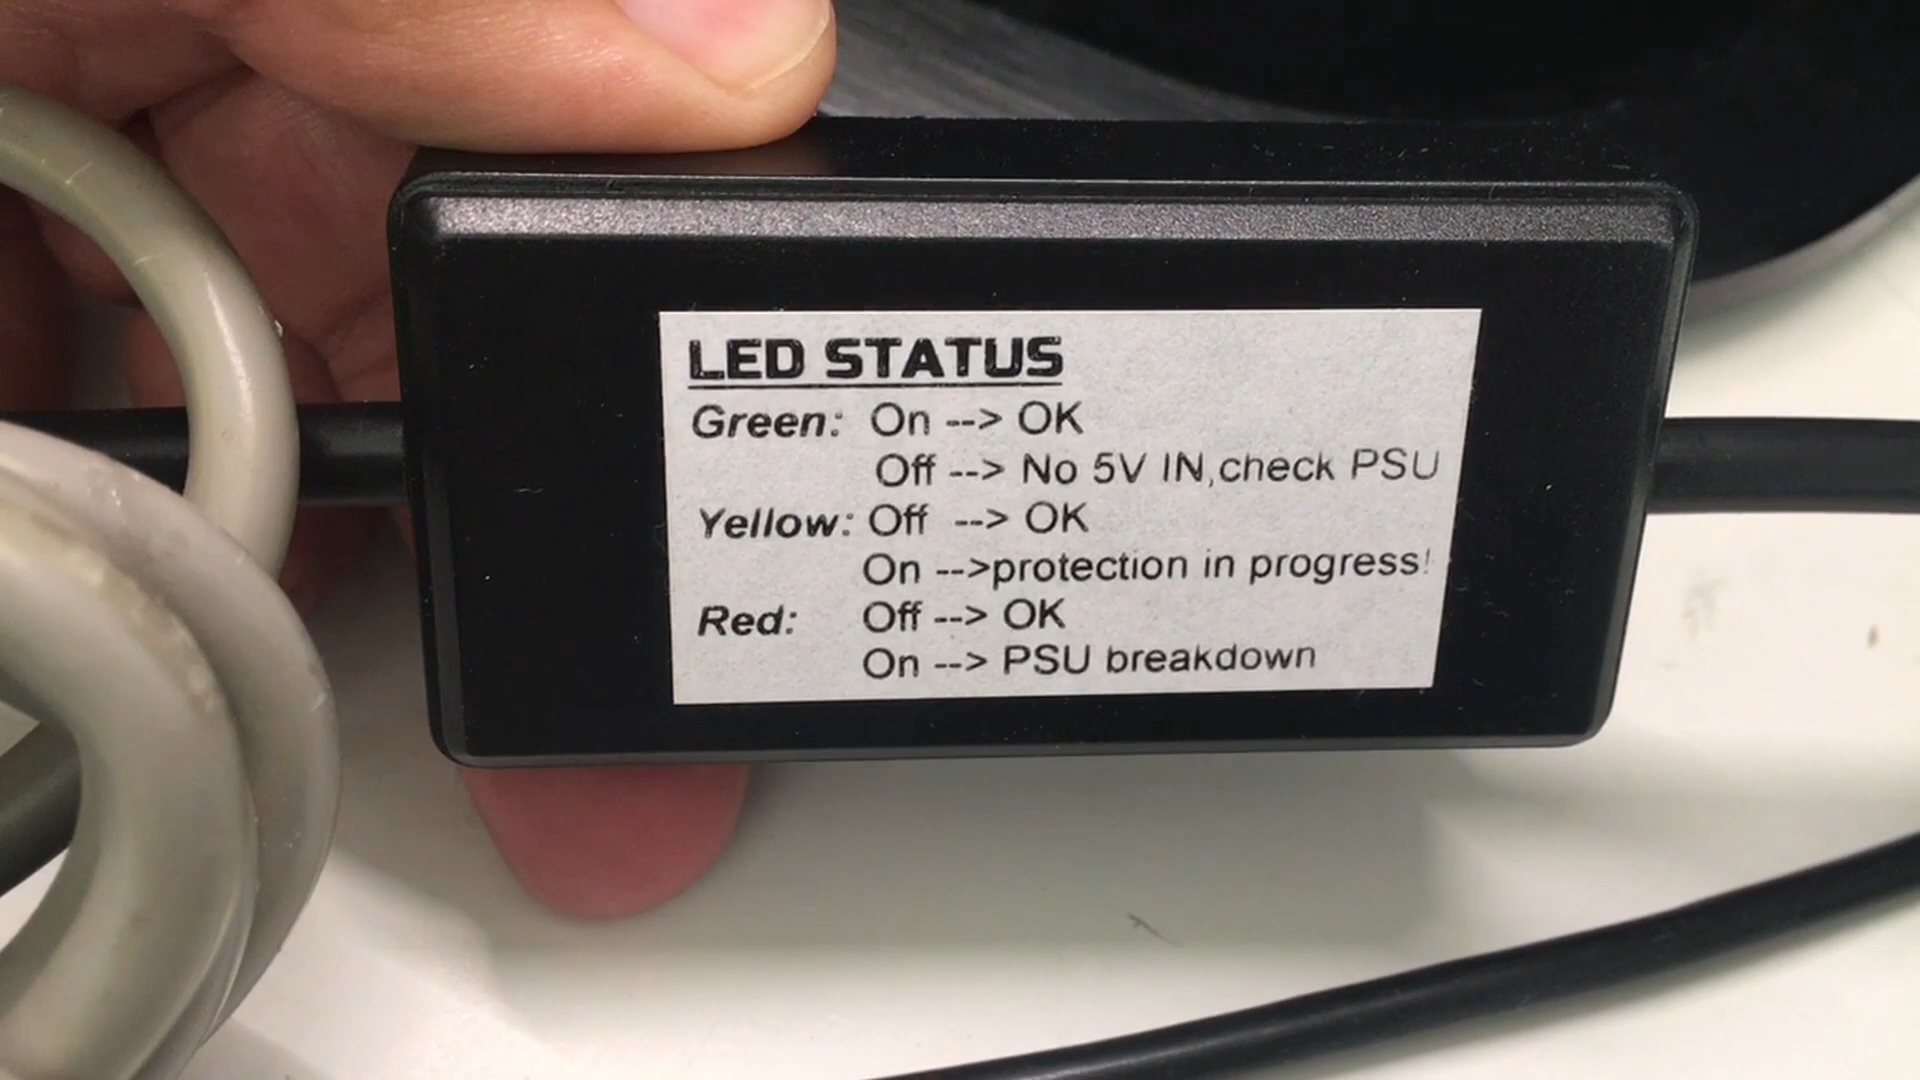 LED STATUS
Green: On --> OK
Off --> No 5V IN,check PSU
Yellow: Off --> OK
On -->protection in progress!
Red: Off --> OK
On --> PSU breakdown